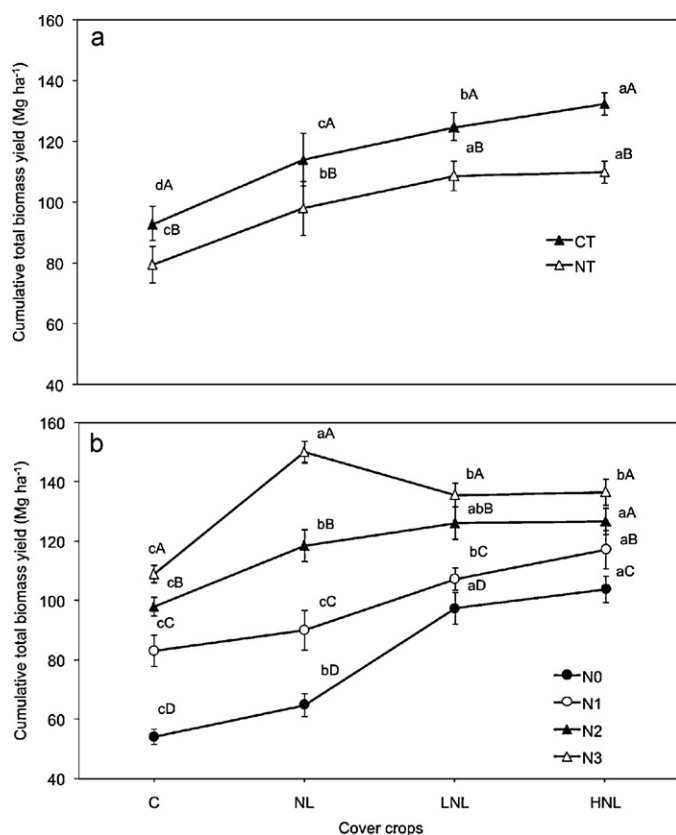 a
Cumulative total biomass yield (Mg ha⁻¹)
160
140
120
100
80
60
40
dA
cB
cA
bB
bA
aB
aA
aB
CT
NT
b
Cumulative total biomass yield (Mg ha⁻¹)
160
140
120
100
80
60
40
cA
cB
cC
cD
aA
bB
cC
bD
bA
abB
bC
aD
bA
aA
aB
aC
N0
N1
N2
N3
C NL LNL HNL
Cover crops